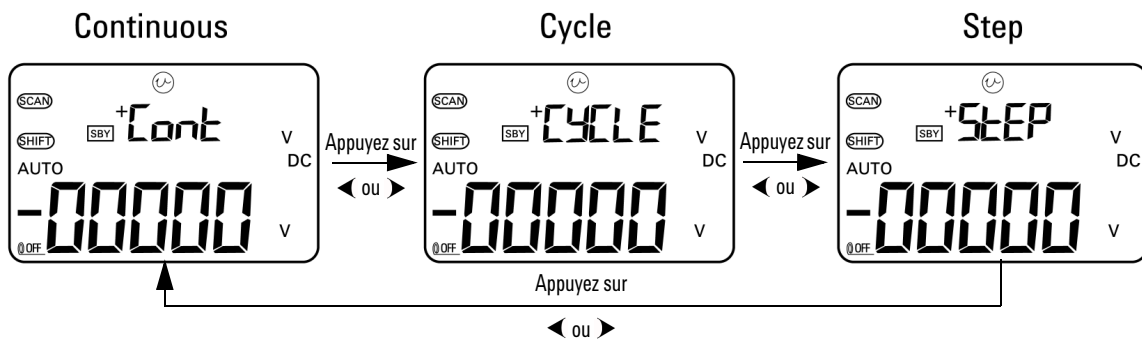 Continuous
SCAN
+Cont
SBY
SHIFT
V
DC
AUTO
-00000
V
OFF
Appuyez sur
ou
Cycle
SCAN
+CYCLE
SBY
SHIFT
V
DC
AUTO
-00000
V
OFF
Appuyez sur
ou
Step
SCAN
+StEP
SBY
SHIFT
V
DC
AUTO
-00000
V
OFF
Appuyez sur
ou